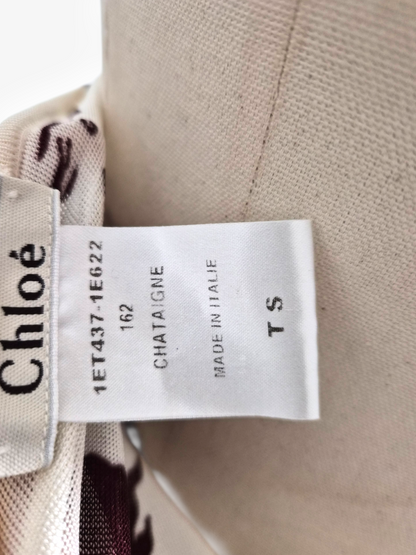 Chloé
1ET437-1E622
162
CHATAIGNE
MADE IN ITALIE
T S